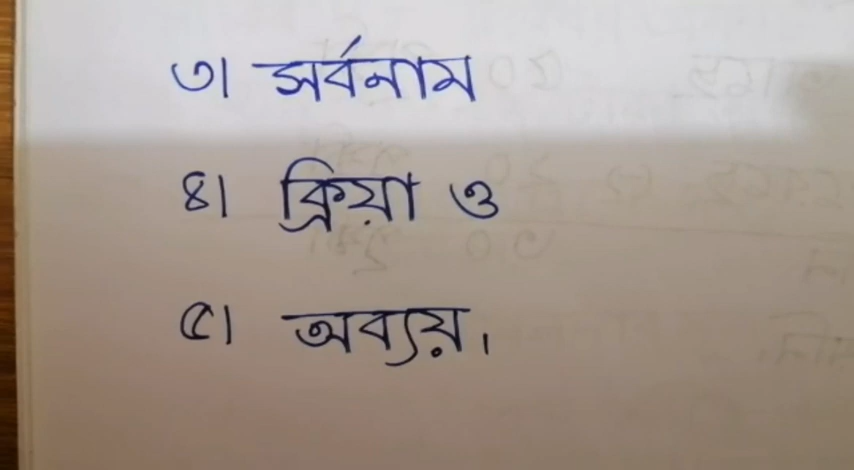 ৩। সর্বনাম
৪। ক্রিয়া ও
৫। অব্যয়।